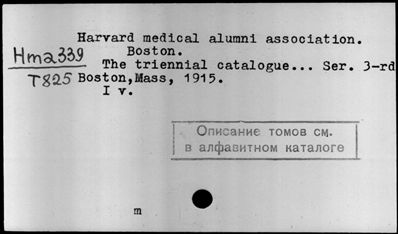 Harvard medical alumni association.
Boston.
Hm2339
T825
The triennial catalogue... Ser. 3-rd
Boston,Mass, 1915.
I v.
Описание томов см.
в алфавитном каталоге
m